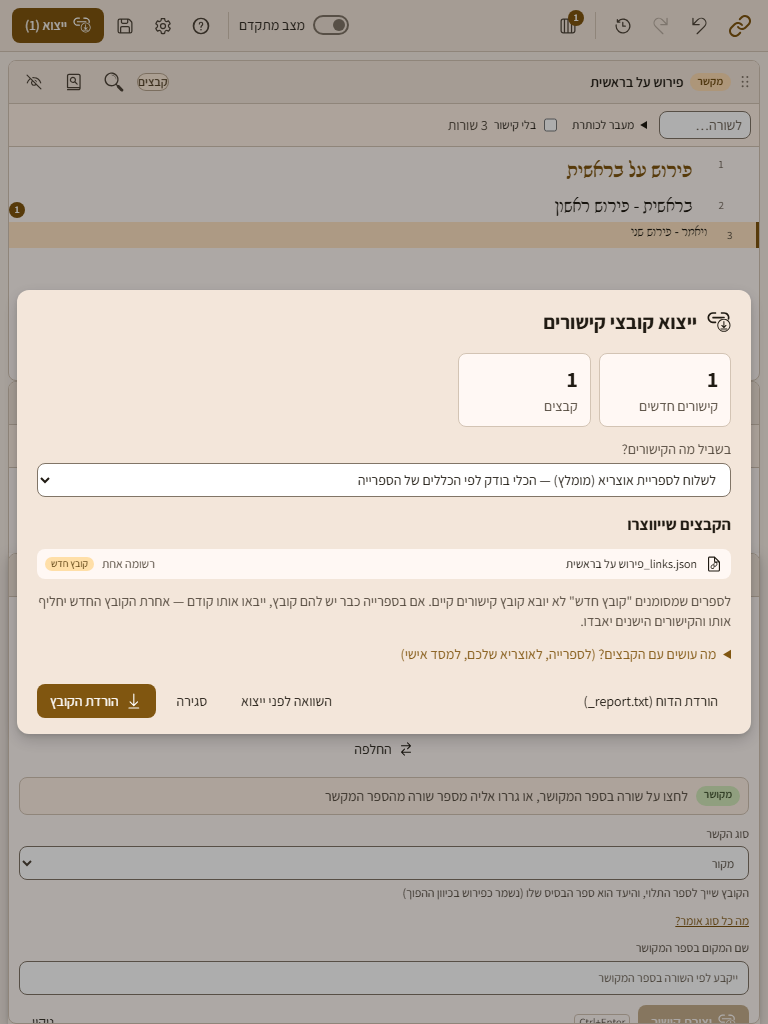 1
מצב מתקדם
ייצוא (1)
מקשר
פירוש על בראשית
קבצים
לשורה...
מעבר לכותרת
בלי קישור
3 שורות
1
פירוש על בראשית
2
בראשית - פירוש ראשון
1
3
ויאמר - פירוש שני
ייצוא קובצי קישורים
1
קישורים חדשים
1
קבצים
בשביל מה הקישורים?
לשלוח לספריית אוצריא (מומלץ) — הכלי בודק לפי הכללים של הספרייה
הקבצים שייווצרו
פירוש על בראשית_links.json
רשומה אחת
קובץ חדש
לספרים שמסומנים "קובץ חדש" לא יובא קובץ קישורים קיים. אם בספרייה כבר יש להם קובץ, ייבאו אותו קודם — אחרת הקובץ החדש יחליף
אותו והקישורים הישנים יאבדו.
מה עושים עם הקבצים? (לספרייה, לאוצריא שלכם, למסד אישי)
הורדת הדוח (_report.txt)
השוואה לפני ייצוא
סגירה
הורדת הקובץ
החלפה
מקושר
לחצו על שורה בספר המקושר, או גררו אליה מספר שורה מהספר המקשר
סוג הקשר
מקור
הקובץ שייך לספר התלוי, והיעד הוא ספר הבסיס שלו (נשמר כפירוש בכיוון ההפוך)
מה כל סוג אומר?
שם המקום בספר המקושר
ייקבע לפי השורה בספר המקושר
יצירת קישור
Ctrl+Enter
ניקוי